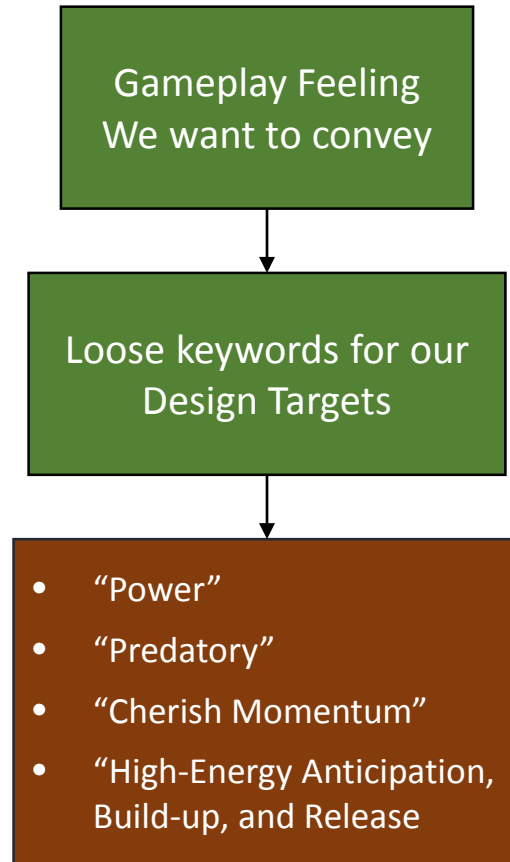 Gameplay Feeling
We want to convey
Loose keywords for our
Design Targets
• “Power”
• “Predatory”
• “Cherish Momentum”
• “High-Energy Anticipation,
Build-up, and Release